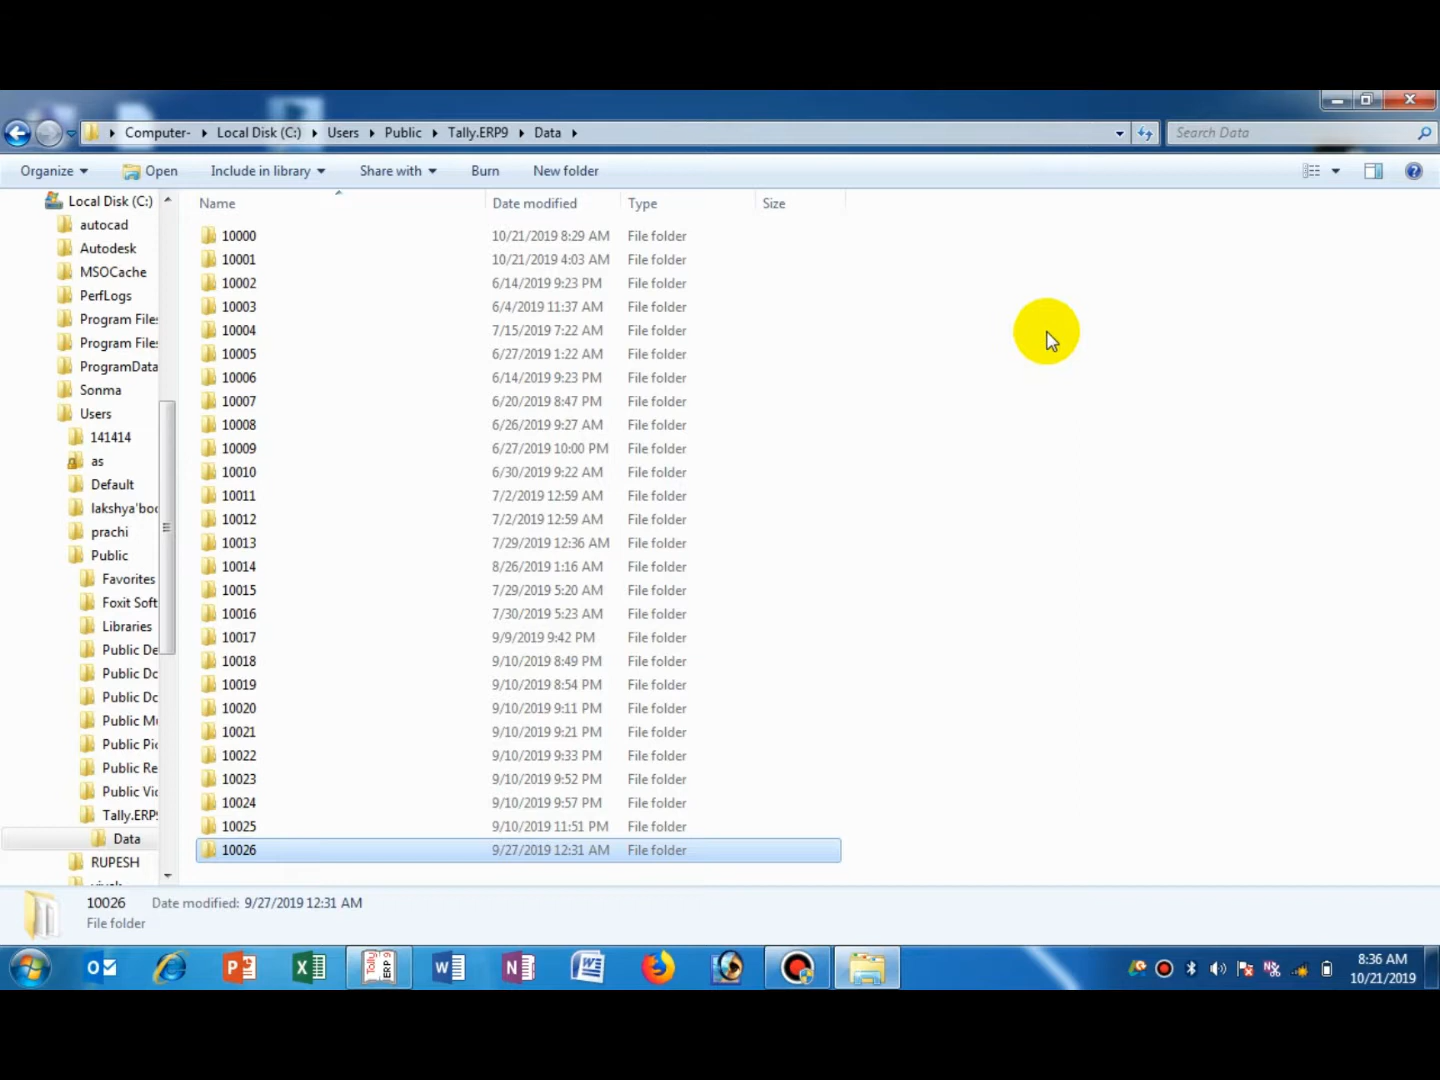 Computer- Local Disk (C:) Users Public Tally.ERP9 Data
Search Data
Organize Open Include in library Share with Burn New folder
Local Disk (C:)
autocad
Autodesk
MSOCache
PerfLogs
Program Files
Program Files
ProgramData
Sonma
Users
141414
as
Default
lakshya'boo
prachi
Public
Favorites
Foxit Soft
Libraries
Public De
Public Do
Public Do
Public Mu
Public Pic
Public Re
Public Vid
Tally.ERP9
Data
RUPESH
Name Date modified Type Size
10000 10/21/2019 8:29 AM File folder
10001 10/21/2019 4:03 AM File folder
10002 6/14/2019 9:23 PM File folder
10003 6/4/2019 11:37 AM File folder
10004 7/15/2019 7:22 AM File folder
10005 6/27/2019 1:22 AM File folder
10006 6/14/2019 9:23 PM File folder
10007 6/20/2019 8:47 PM File folder
10008 6/26/2019 9:27 AM File folder
10009 6/27/2019 10:00 PM File folder
10010 6/30/2019 9:22 AM File folder
10011 7/2/2019 12:59 AM File folder
10012 7/2/2019 12:59 AM File folder
10013 7/29/2019 12:36 AM File folder
10014 8/26/2019 1:16 AM File folder
10015 7/29/2019 5:20 AM File folder
10016 7/30/2019 5:23 AM File folder
10017 9/9/2019 9:42 PM File folder
10018 9/10/2019 8:49 PM File folder
10019 9/10/2019 8:54 PM File folder
10020 9/10/2019 9:11 PM File folder
10021 9/10/2019 9:21 PM File folder
10022 9/10/2019 9:33 PM File folder
10023 9/10/2019 9:52 PM File folder
10024 9/10/2019 9:57 PM File folder
10025 9/10/2019 11:51 PM File folder
10026 9/27/2019 12:31 AM File folder
10026 Date modified: 9/27/2019 12:31 AM
File folder
Tally ERP 9
8:36 AM
10/21/2019